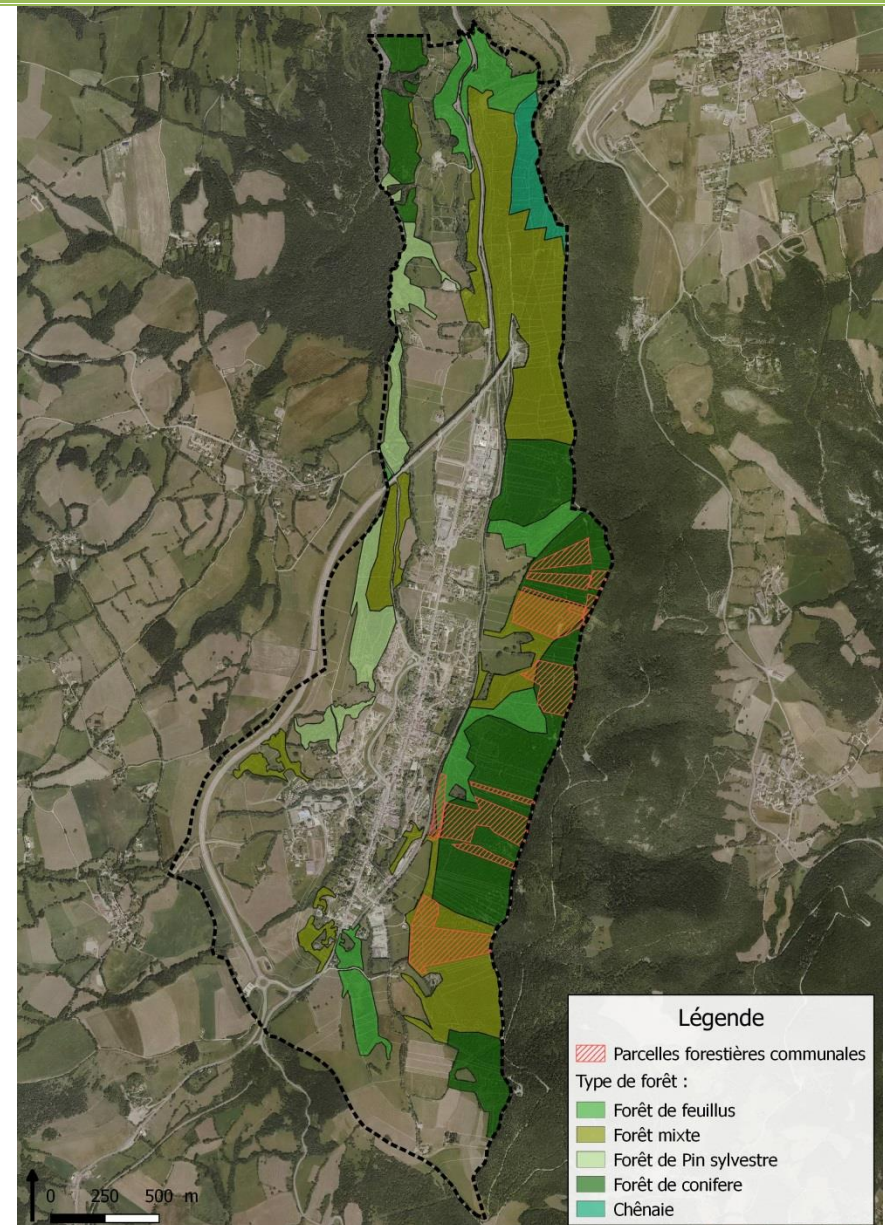 Légende
Parcelles forestières communales
Type de forêt :
Forêt de feuillus
Forêt mixte
Forêt de Pin sylvestre
Forêt de conifere
Chênaie
0 250 500 m